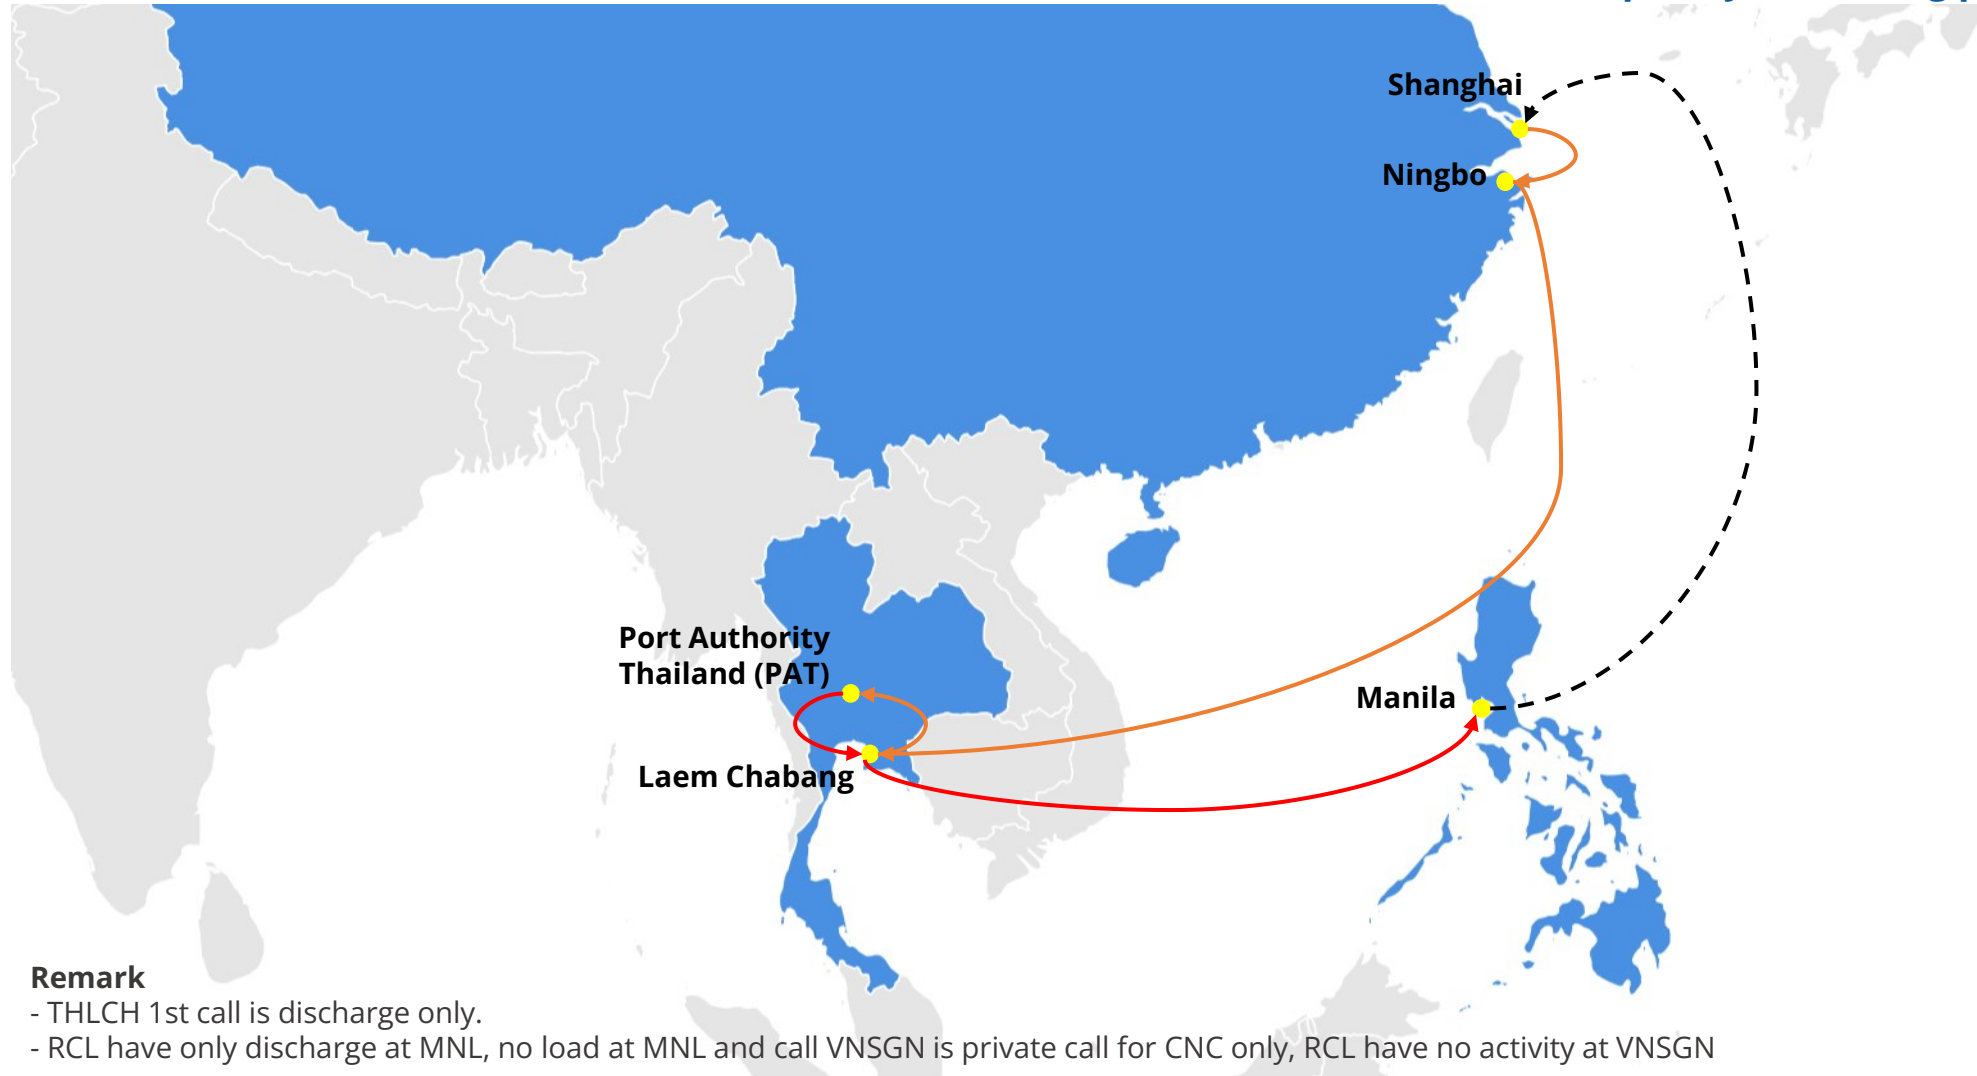 Shanghai
Ningbo
Port Authority
Thailand (PAT)
Manila
Laem Chabang
Remark
- THLCH 1st call is discharge only.
- RCL have only discharge at MNL, no load at MNL and call VNSGN is private call for CNC only, RCL have no activity at VNSGN